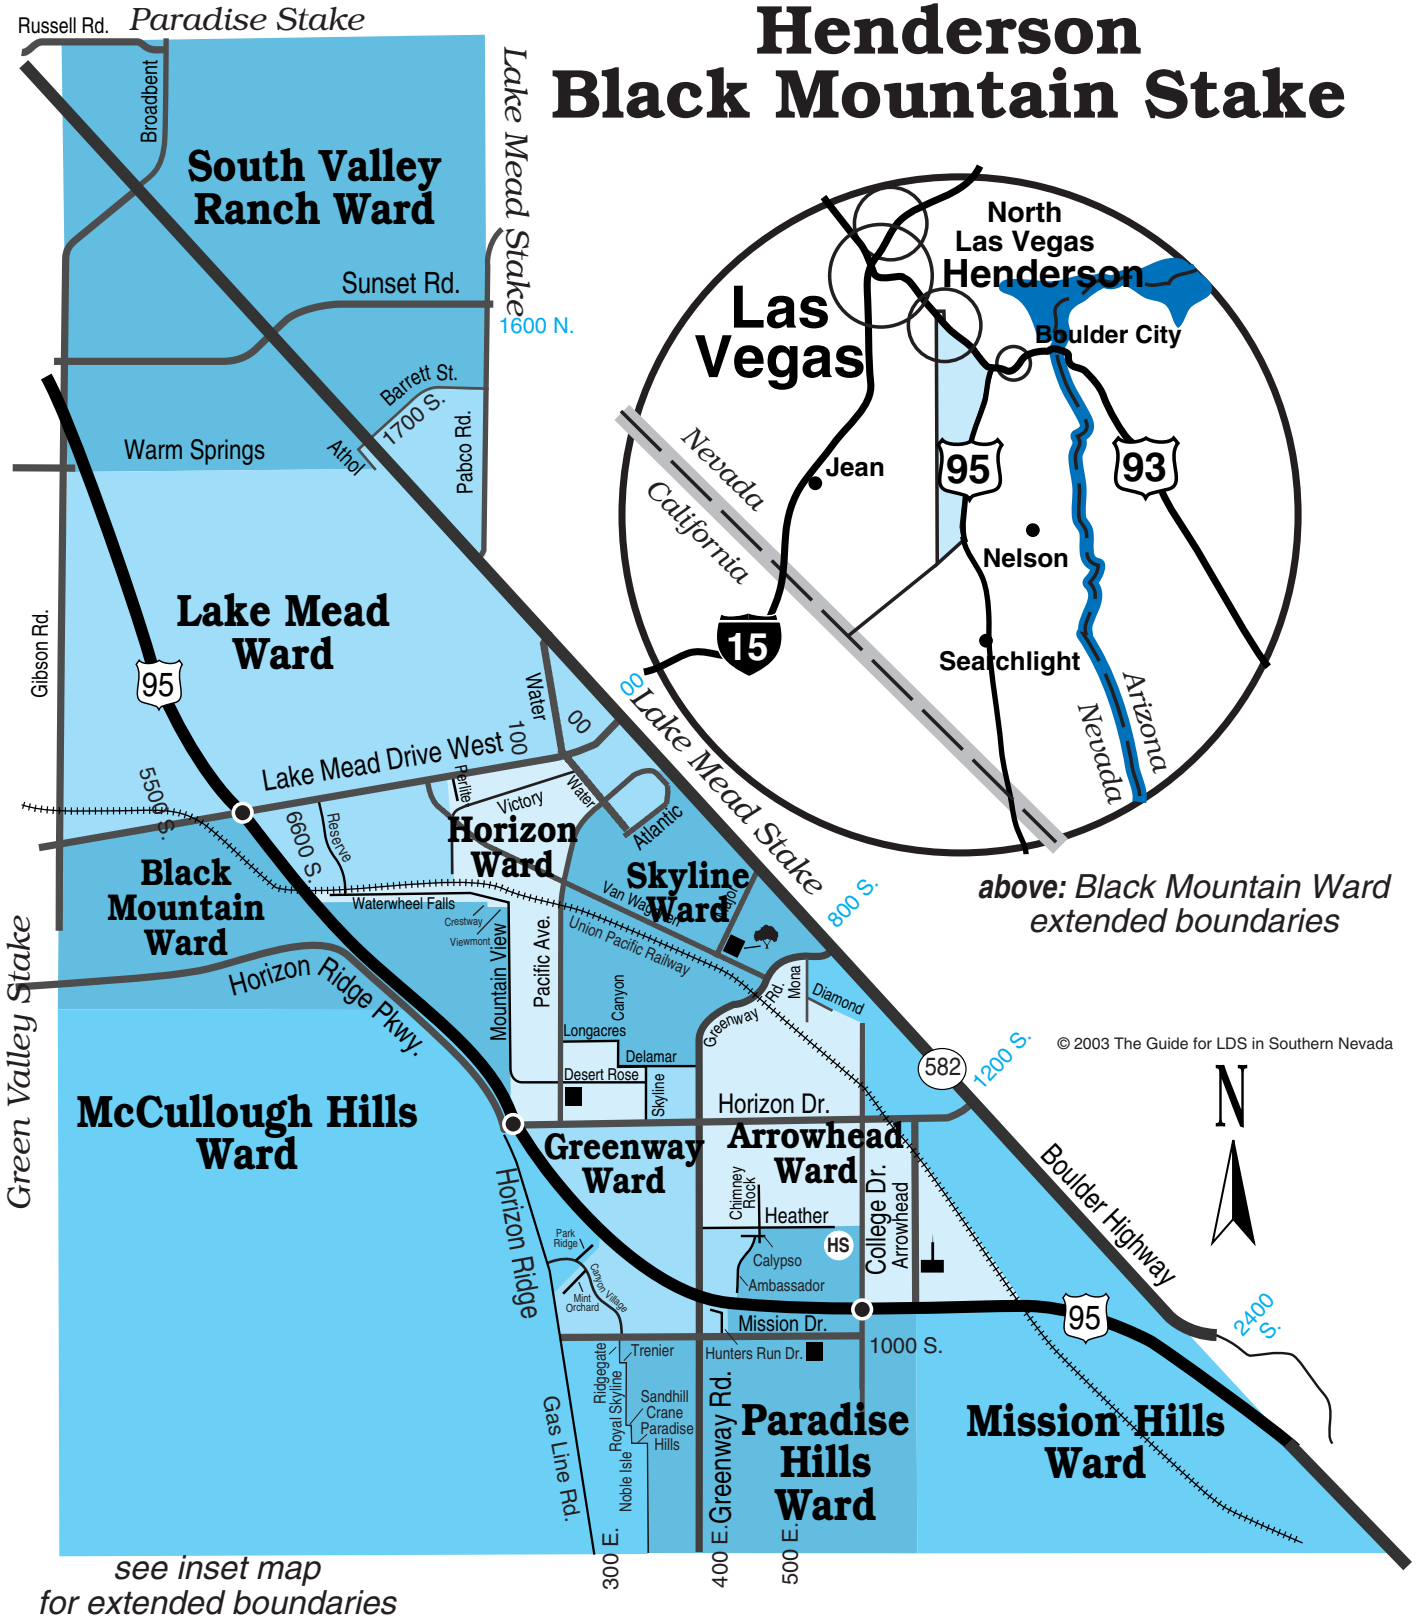 Henderson
Black Mountain Stake
Russell Rd.
Paradise Stake
Broadbent
Lake Mead Stake
South Valley
Ranch Ward
Sunset Rd.
1600 N.
Barrett St.
1700 S.
Athol
Pabco Rd.
Warm Springs
Gibson Rd.
Lake Mead
Ward
95
Water
00
100
00
Lake Mead Stake
Lake Mead Drive West
5500 S.
6600 S.
Reserve
Perlite
Victory
Water
Atlantic
Horizon
Ward
Skyline
Ward
Major
Van Wagenen
Union Pacific Railway
Black
Mountain
Ward
Waterwheel Falls
Crestway
Viewmont
Mountain View
Pacific Ave.
Canyon
Green Valley Stake
Horizon Ridge Pkwy.
800 S.
Mona
Diamond
Greenway Rd.
Longacres
Delamar
Desert Rose
Skyline
582
1200 S.
McCullough Hills
Ward
Horizon Dr.
Greenway
Ward
Arrowhead
Ward
Chimney
Rock
Heather
HS
College Dr.
Arrowhead
Calypso
Ambassador
Boulder Highway
Horizon Ridge
Park
Ridge
Canyon Village
Mint
Orchard
Mission Dr.
Hunters Run Dr.
1000 S.
95
2400
S.
Ridgegate
Trenier
Royal Skyline
Sandhill
Crane
Paradise
Hills
Noble Isle
Gas Line Rd.
Greenway Rd.
Paradise
Hills
Ward
Mission Hills
Ward
300 E.
400 E.
500 E.
see inset map
for extended boundaries
North
Las Vegas
Henderson
Las
Vegas
Boulder City
Nevada
California
Jean
95
93
Nelson
15
Searchlight
Arizona
Nevada
above: Black Mountain Ward
extended boundaries
© 2003 The Guide for LDS in Southern Nevada
N